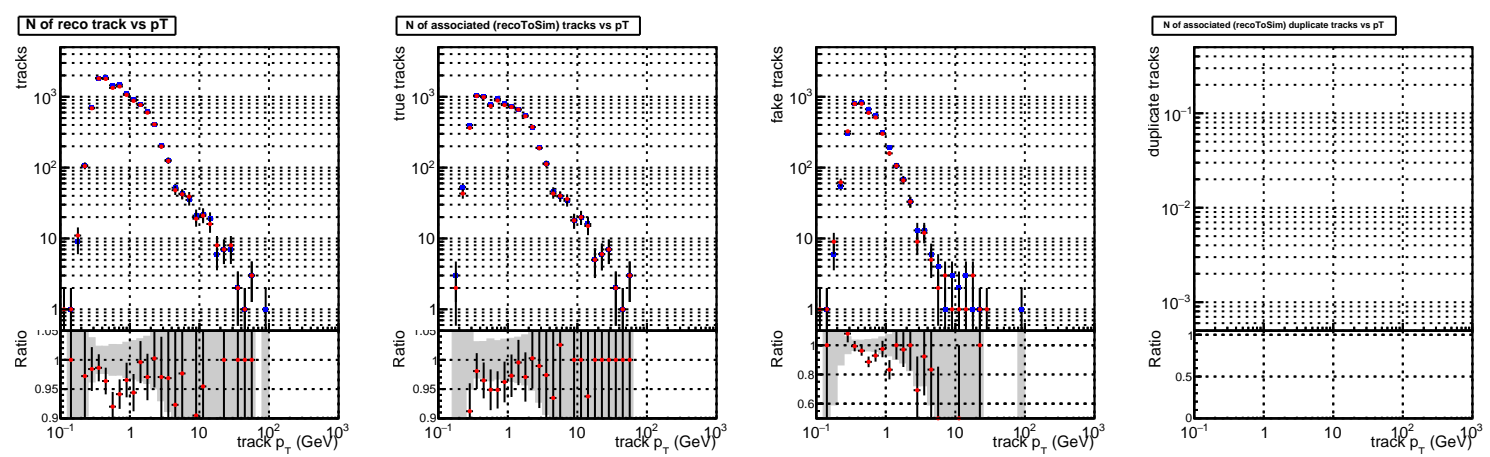 N of reco track vs pT
tracks
10³
10²
10
1
Ratio
1.05
1
0.95
0.9
10⁻¹ 1 10 10² 10³
track p_T (GeV)
N of associated (recoToSim) tracks vs pT
true tracks
10³
10²
10
1
Ratio
1.05
1
0.95
0.9
10⁻¹ 1 10 10² 10³
track p_T (GeV)
fake tracks
10³
10²
10
1
Ratio
1
0.8
0.6
10⁻¹ 1 10 10² 10³
track p_T (GeV)
N of associated (recoToSim) duplicate tracks vs pT
duplicate tracks
10⁻¹
10⁻²
10⁻³
Ratio
1
0.5
0
10⁻¹ 1 10 10² 10³
track p_T (GeV)